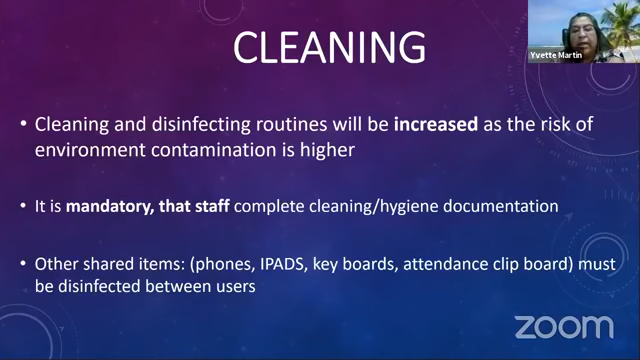 CLEANING
Yvette Martin
• Cleaning and disinfecting routines will be increased as the risk of
environment contamination is higher
• It is mandatory, that staff complete cleaning/hygiene documentation
• Other shared items: (phones, IPADS, key boards, attendance clip board) must
be disinfected between users
zoom